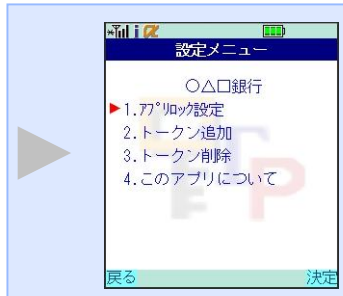 設定メニュー
○△□銀行
1.ｱﾌﾟﾘﾛｯｸ設定
2.トークン追加
3.トークン削除
4.このアプリについて
戻る 決定